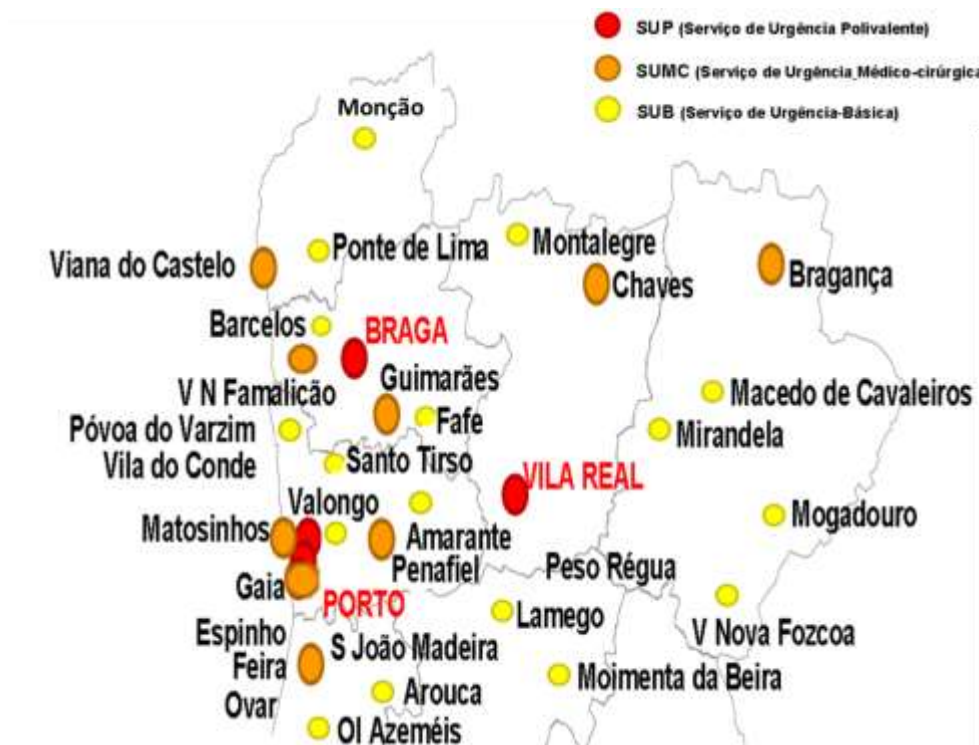 SUP (Serviço de Urgência Polivalente)
SUMC (Serviço de Urgência Médico-cirúrgica
SUB (Serviço de Urgência-Básica)
Monção
Ponte de Lima
Montalegre
Viana do Castelo
Chaves
Bragança
Barcelos
BRAGA
V N Famalicão
Guimarães
Fafe
Macedo de Cavaleiros
Póvoa do Varzim
Mirandela
Vila do Conde
Santo Tirso
VILA REAL
Valongo
Matosinhos
Amarante
Mogadouro
Penafiel
Peso Régua
Gaia
PORTO
Lamego
V Nova Fozcoa
Espinho
S João Madeira
Feira
Moimenta da Beira
Ovar
Arouca
Ol Azeméis